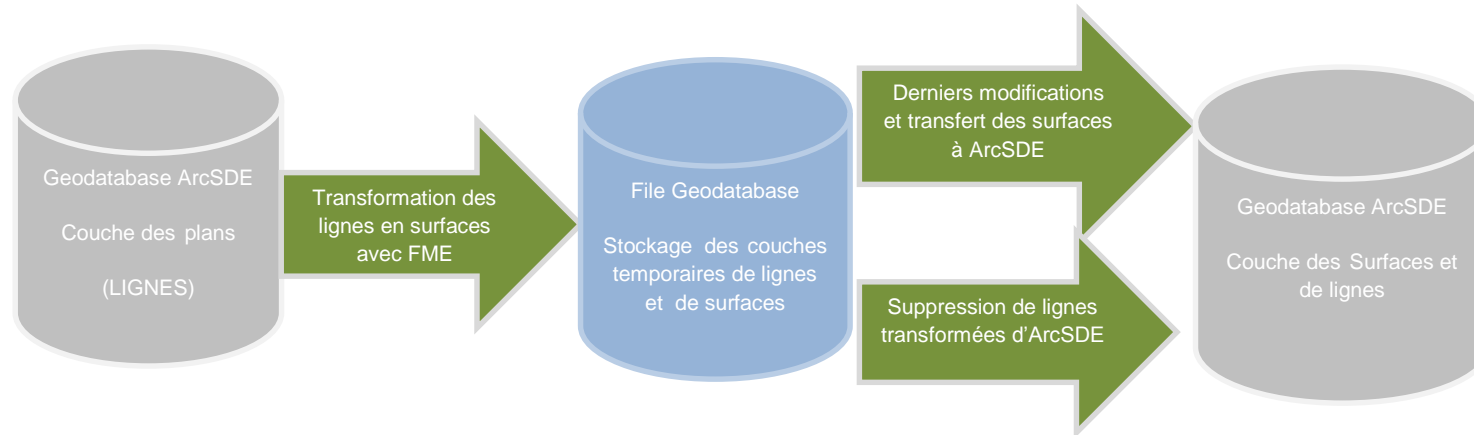 Geodatabase ArcSDE
Couche des plans
(LIGNES)
Transformation des
lignes en surfaces
avec FME
File Geodatabase
Stockage des couches
temporaires de lignes
et de surfaces
Derniers modifications
et transfert des surfaces
à ArcSDE
Suppression de lignes
transformées d’ArcSDE
Geodatabase ArcSDE
Couche des Surfaces et
de lignes